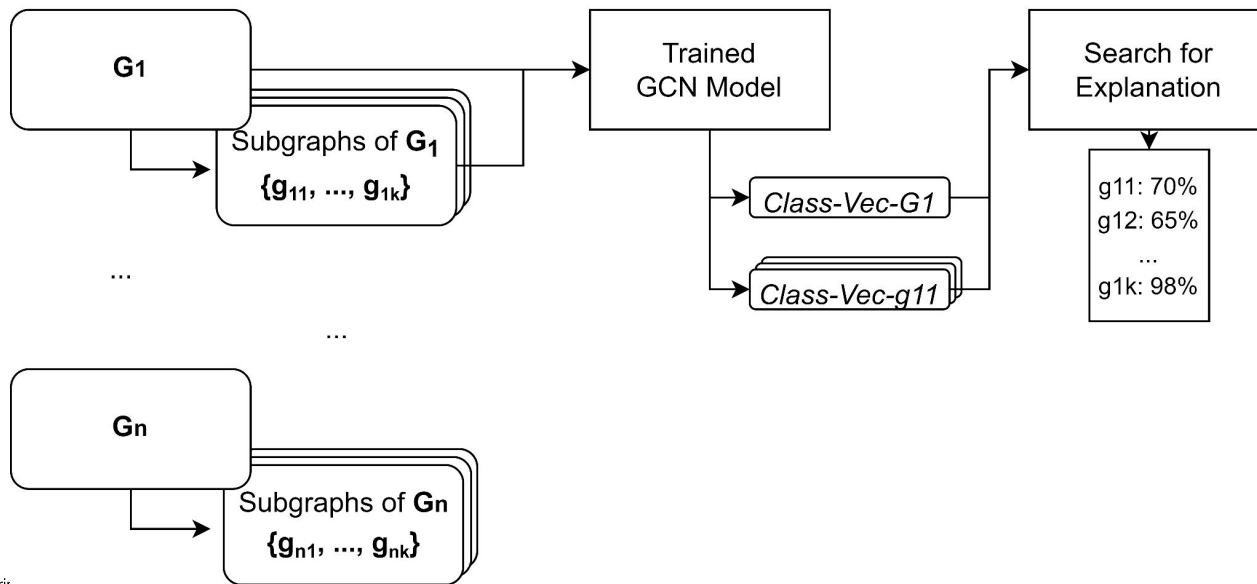 G1
Subgraphs of G1
{g11, ..., g1k}
...
...
Gn
Subgraphs of Gn
{gn1, ..., gnk}
Trained
GCN Model
Class-Vec-G1
Class-Vec-g11
Search for
Explanation
g11: 70%
g12: 65%
...
g1k: 98%